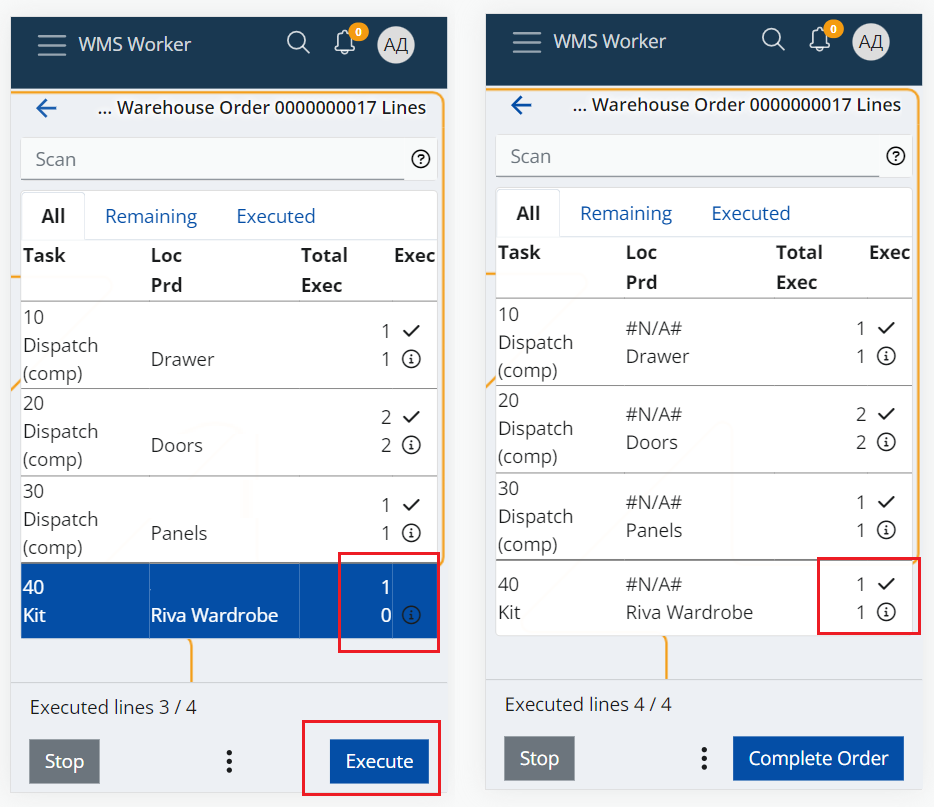 WMS Worker
0
АД
... Warehouse Order 0000000017 Lines
Scan
All Remaining Executed
Task Loc Total Exec
Prd Exec
10
1
Dispatch
Drawer 1
(comp)
20
2
Dispatch
Doors 2
(comp)
30
1
Dispatch
Panels 1
(comp)
40 1
Kit Riva Wardrobe 0
Executed lines 3 / 4
Stop Execute
WMS Worker
0
АД
... Warehouse Order 0000000017 Lines
Scan
All Remaining Executed
Task Loc Total Exec
Prd Exec
10
#N/A# 1
Dispatch
Drawer 1
(comp)
20
#N/A# 2
Dispatch
Doors 2
(comp)
30
#N/A# 1
Dispatch
Panels 1
(comp)
40 #N/A# 1
Kit Riva Wardrobe 1
Executed lines 4 / 4
Stop Complete Order